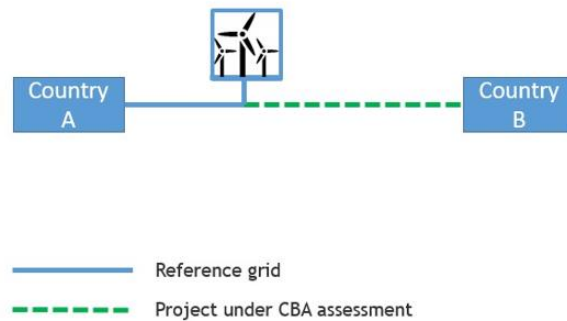 Country
A
Country
B
Reference grid
Project under CBA assessment